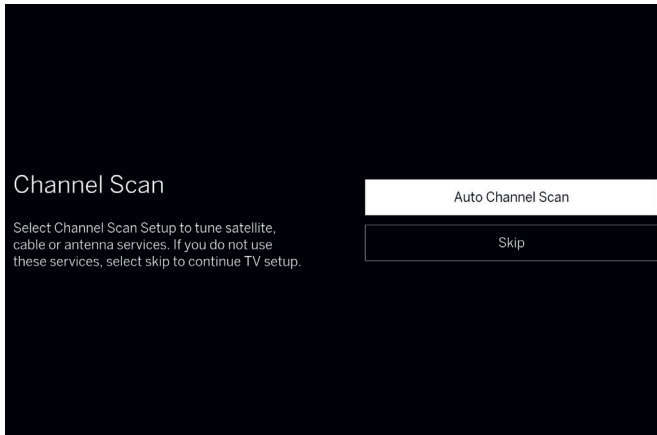 Channel Scan
Select Channel Scan Setup to tune satellite,
cable or antenna services. If you do not use
these services, select skip to continue TV setup.
Auto Channel Scan
Skip